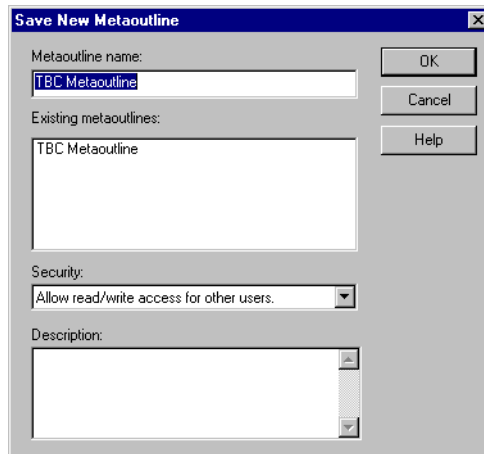 Save New Metaoutline
Metaoutline name:
TBC Metaoutline
Existing metaoutlines:
TBC Metaoutline
Security:
Allow read/write access for other users.
Description:
OK
Cancel
Help